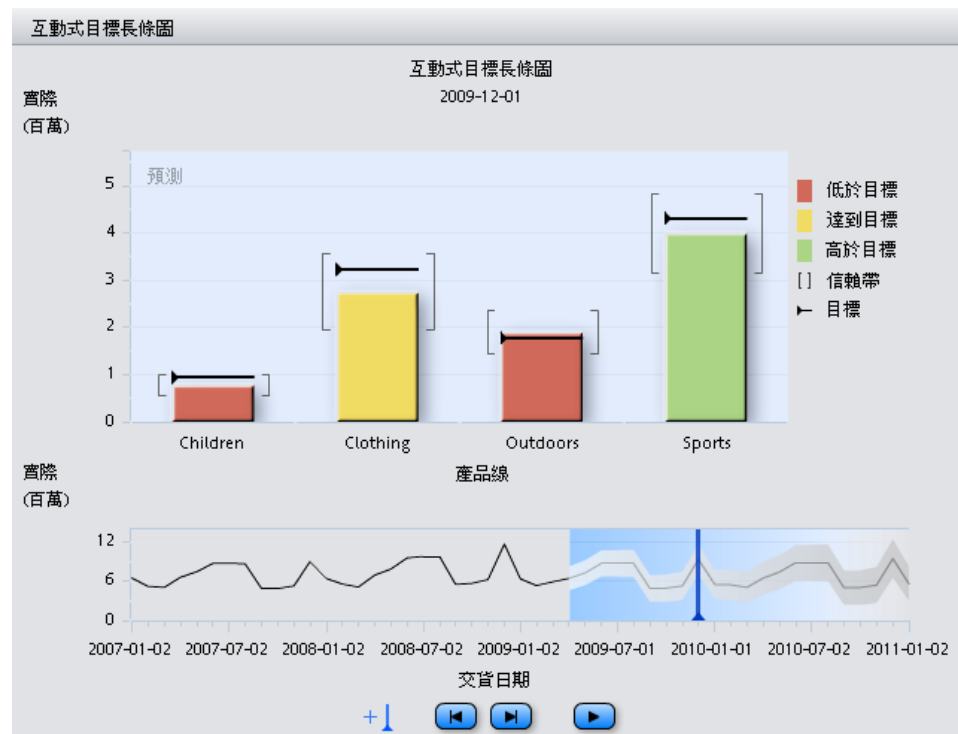 互動式目標長條圖
互動式目標長條圖
2009-12-01
實際
(百萬)
預測
5
4
3
2
1
0
低於目標
達到目標
高於目標
[ ] 信賴帶
目標
Children Clothing Outdoors Sports
產品線
實際
(百萬)
12
6
0
2007-01-02 2007-07-02 2008-01-02 2008-07-02 2009-01-02 2009-07-01 2010-01-01 2010-07-02 2011-01-02
交貨日期